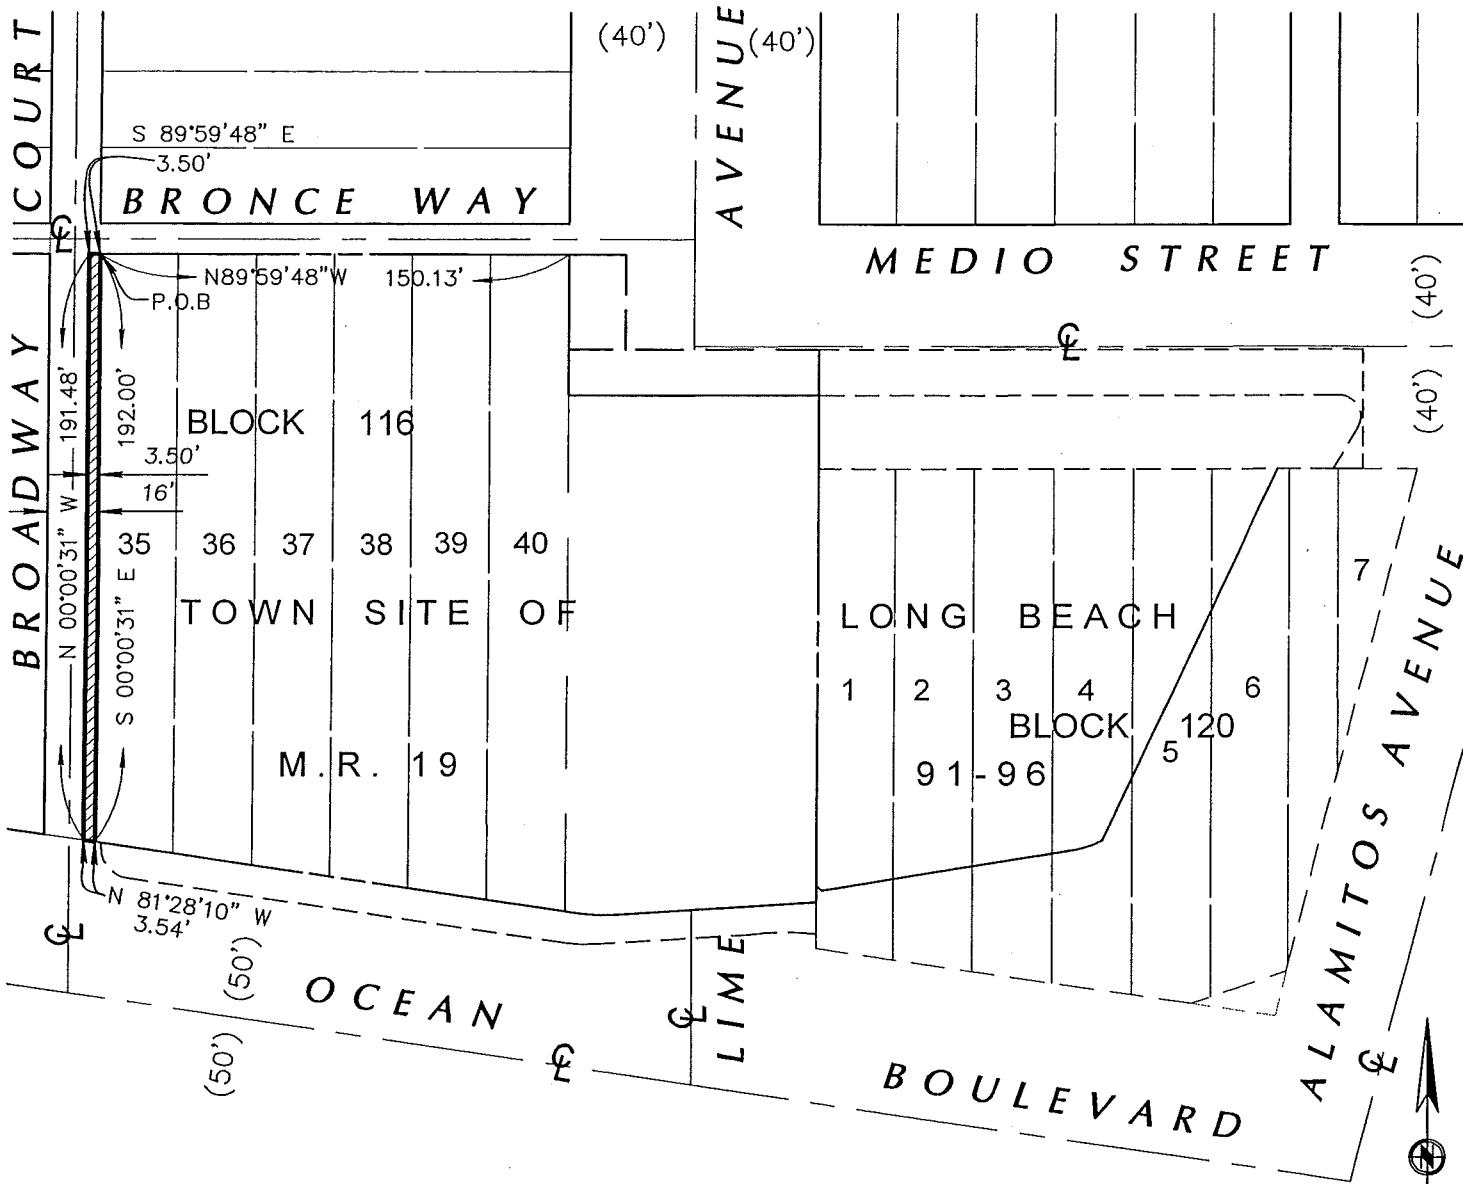 COURT
(40')
AVENUE
(40')
S 89°59'48" E
3.50'
BRONCE WAY
℄
MEDIO STREET
N89°59'48"W 150.13'
P.O.B
(40')
℄
BROADWAY
191.48'
192.00'
(40')
BLOCK 116
3.50'
16'
N 00°00'31" W
S 00°00'31" E
35 36 37 38 39 40
7
TOWN SITE OF
LONG BEACH
1 2 3 4 6
BLOCK 120
5
M.R. 19
91-96
ALAMITOS AVENUE
N 81°28'10" W
3.54'
℄
(50')
OCEAN
LIME
℄
(50')
℄
BOULEVARD
℄
N